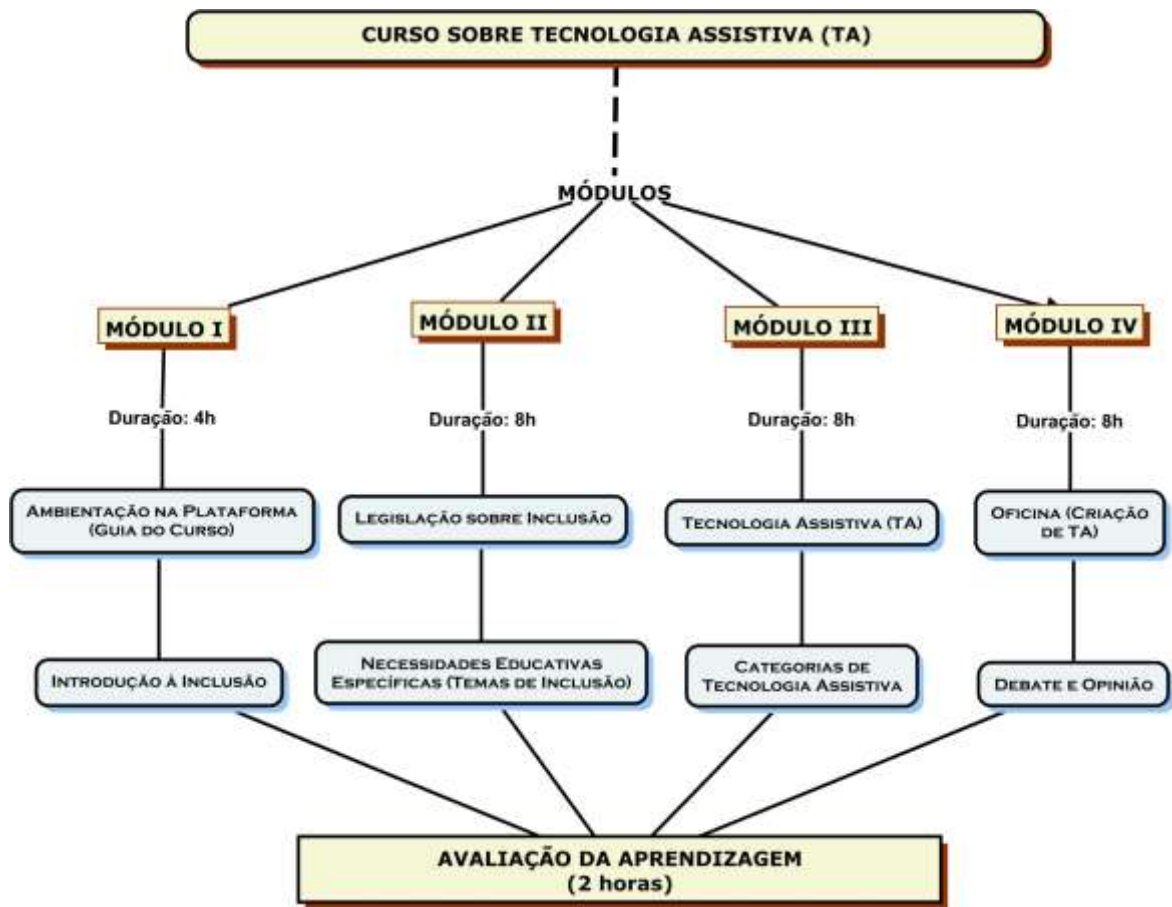 CURSO SOBRE TECNOLOGIA ASSISTIVA (TA)
MÓDULOS
MÓDULO I
MÓDULO II
MÓDULO III
MÓDULO IV
Duração: 4h
Duração: 8h
Duração: 8h
Duração: 8h
AMBIENTAÇÃO NA PLATAFORMA
(GUIA DO CURSO)
LEGISLAÇÃO SOBRE INCLUSÃO
TECNOLOGIA ASSISTIVA (TA)
OFICINA (CRIAÇÃO
DE TA)
INTRODUÇÃO À INCLUSÃO
NECESSIDADES EDUCATIVAS
ESPECÍFICAS (TEMAS DE INCLUSÃO)
CATEGORIAS DE
TECNOLOGIA ASSISTIVA
DEBATE E OPINIÃO
AVALIAÇÃO DA APRENDIZAGEM
(2 horas)